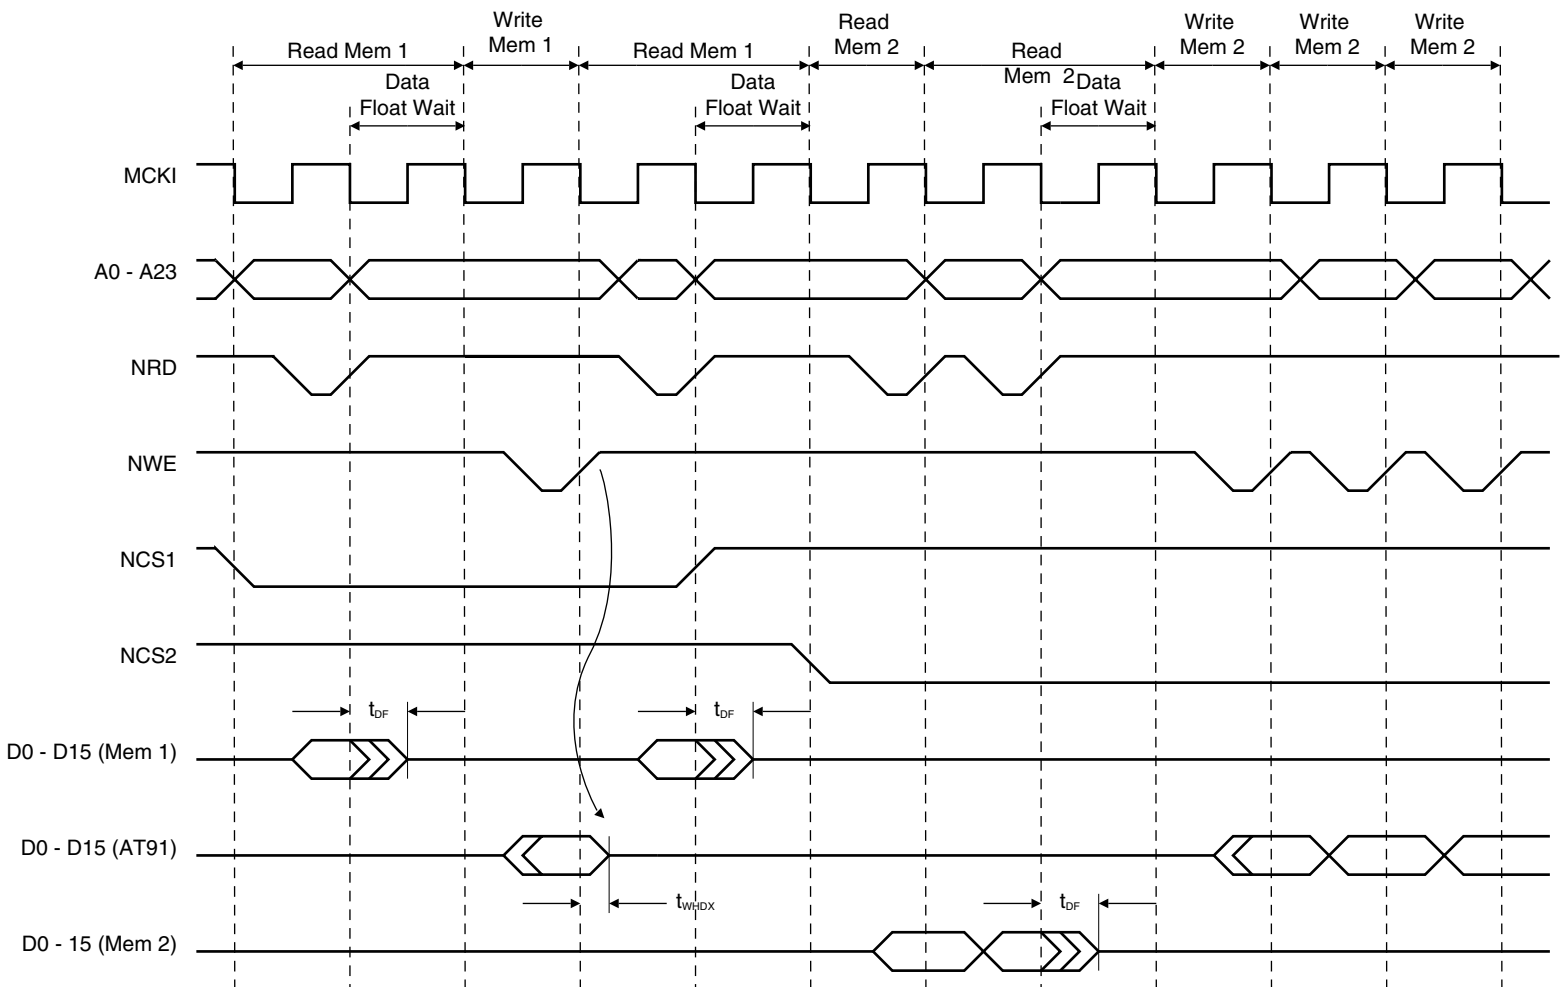 Read Mem 1
Write
Mem 1
Read Mem 1
Read
Mem 2
Read
Mem 2
Write
Mem 2
Write
Mem 2
Write
Mem 2
Data
Float Wait
Data
Float Wait
Data
Float Wait
MCKI
A0 - A23
NRD
NWE
NCS1
NCS2
tDF
tDF
D0 - D15 (Mem 1)
D0 - D15 (AT91)
tWHDX
tDF
D0 - 15 (Mem 2)